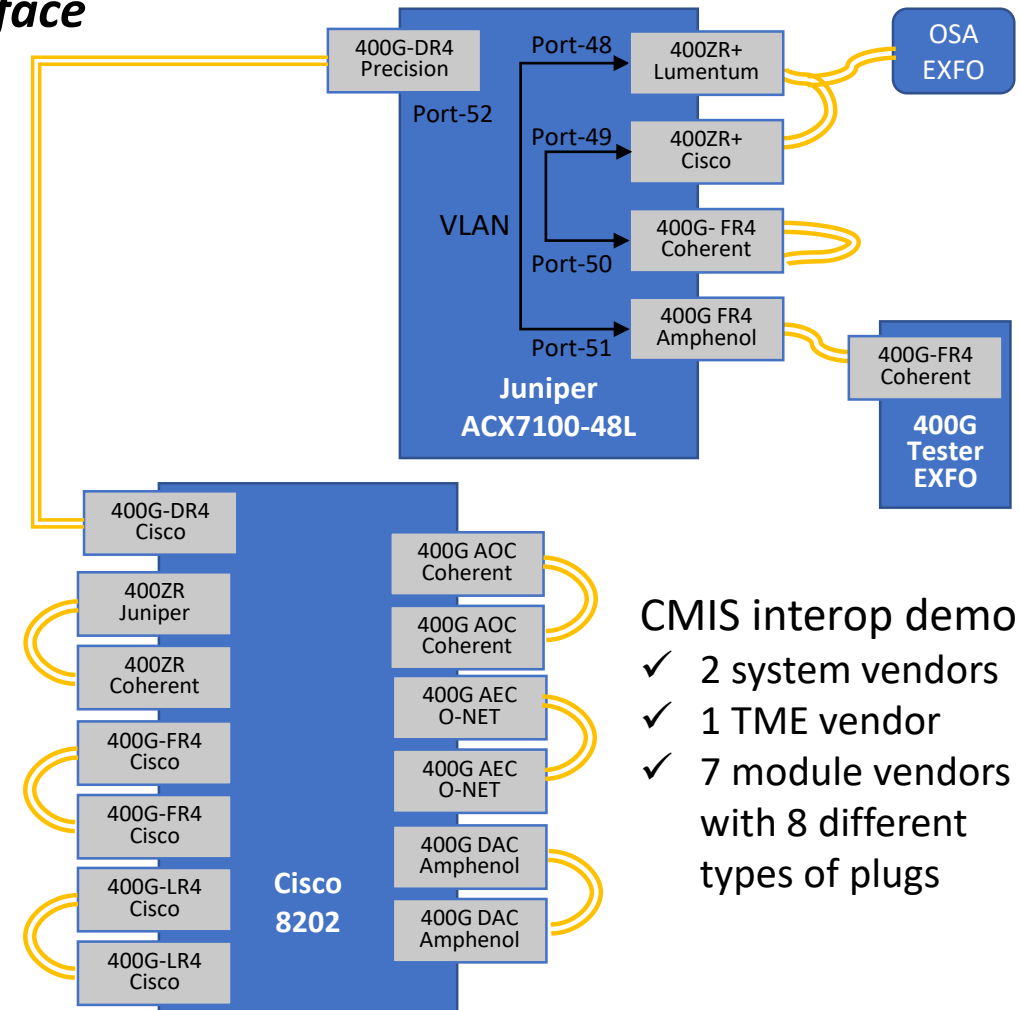 face
400G-DR4
Precision
Port-52
Port-48
400ZR+
Lumentum
OSA
EXFO
Port-49
400ZR+
Cisco
VLAN
400G- FR4
Coherent
Port-50
400G FR4
Amphenol
Port-51
400G-FR4
Coherent
Juniper
ACX7100-48L
400G
Tester
EXFO
400G-DR4
Cisco
400ZR
Juniper
400ZR
Coherent
400G-FR4
Cisco
400G-FR4
Cisco
400G-LR4
Cisco
400G-LR4
Cisco
Cisco
8202
400G AOC
Coherent
400G AOC
Coherent
400G AEC
O-NET
400G AEC
O-NET
400G DAC
Amphenol
400G DAC
Amphenol
CMIS interop demo
✓ 2 system vendors
✓ 1 TME vendor
✓ 7 module vendors
with 8 different
types of plugs